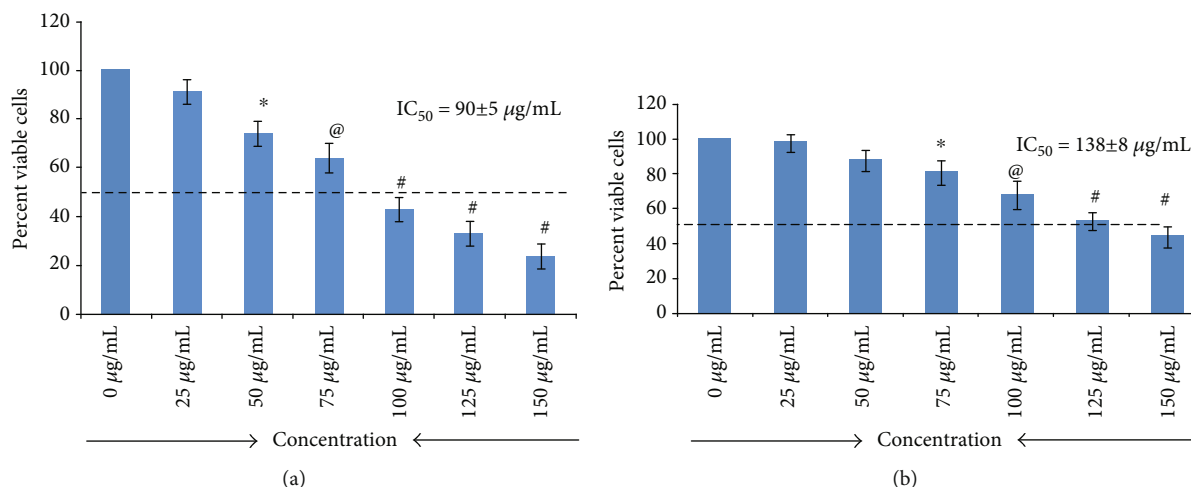 120
100
80
60
40
20
0
Percent viable cells
*
@
#
#
#
IC50 = 90±5 µg/mL
0 µg/mL
25 µg/mL
50 µg/mL
75 µg/mL
100 µg/mL
125 µg/mL
150 µg/mL
Concentration
(a)
120
100
80
60
40
20
0
Percent viable cells
*
@
#
#
IC50 = 138±8 µg/mL
0 µg/mL
25 µg/mL
50 µg/mL
75 µg/mL
100 µg/mL
125 µg/mL
150 µg/mL
Concentration
(b)